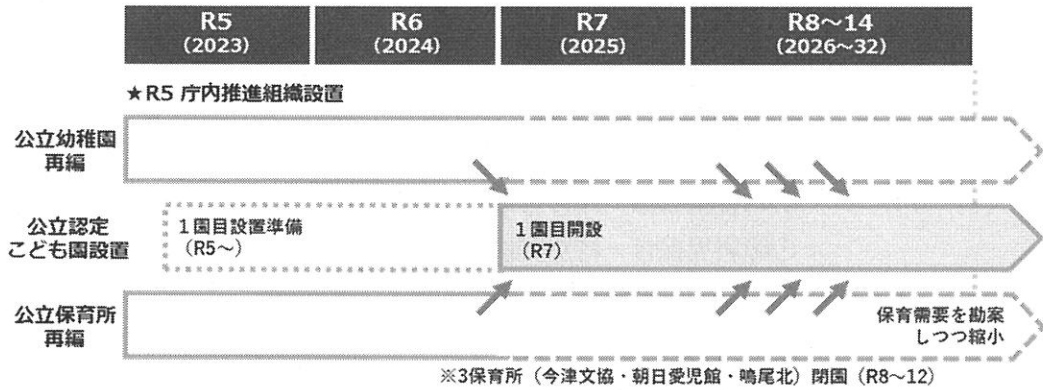 R5
(2023)
R6
(2024)
R7
(2025)
R8～14
(2026～32)
★R5 庁内推進組織設置
公立幼稚園
再編
公立認定
こども園設置
１園目設置準備
(R5～)
１園目開設
(R7)
公立保育所
再編
保育需要を勘案
しつつ縮小
※3保育所（今津文協・朝日愛児館・鳴尾北）閉園（R8～12）